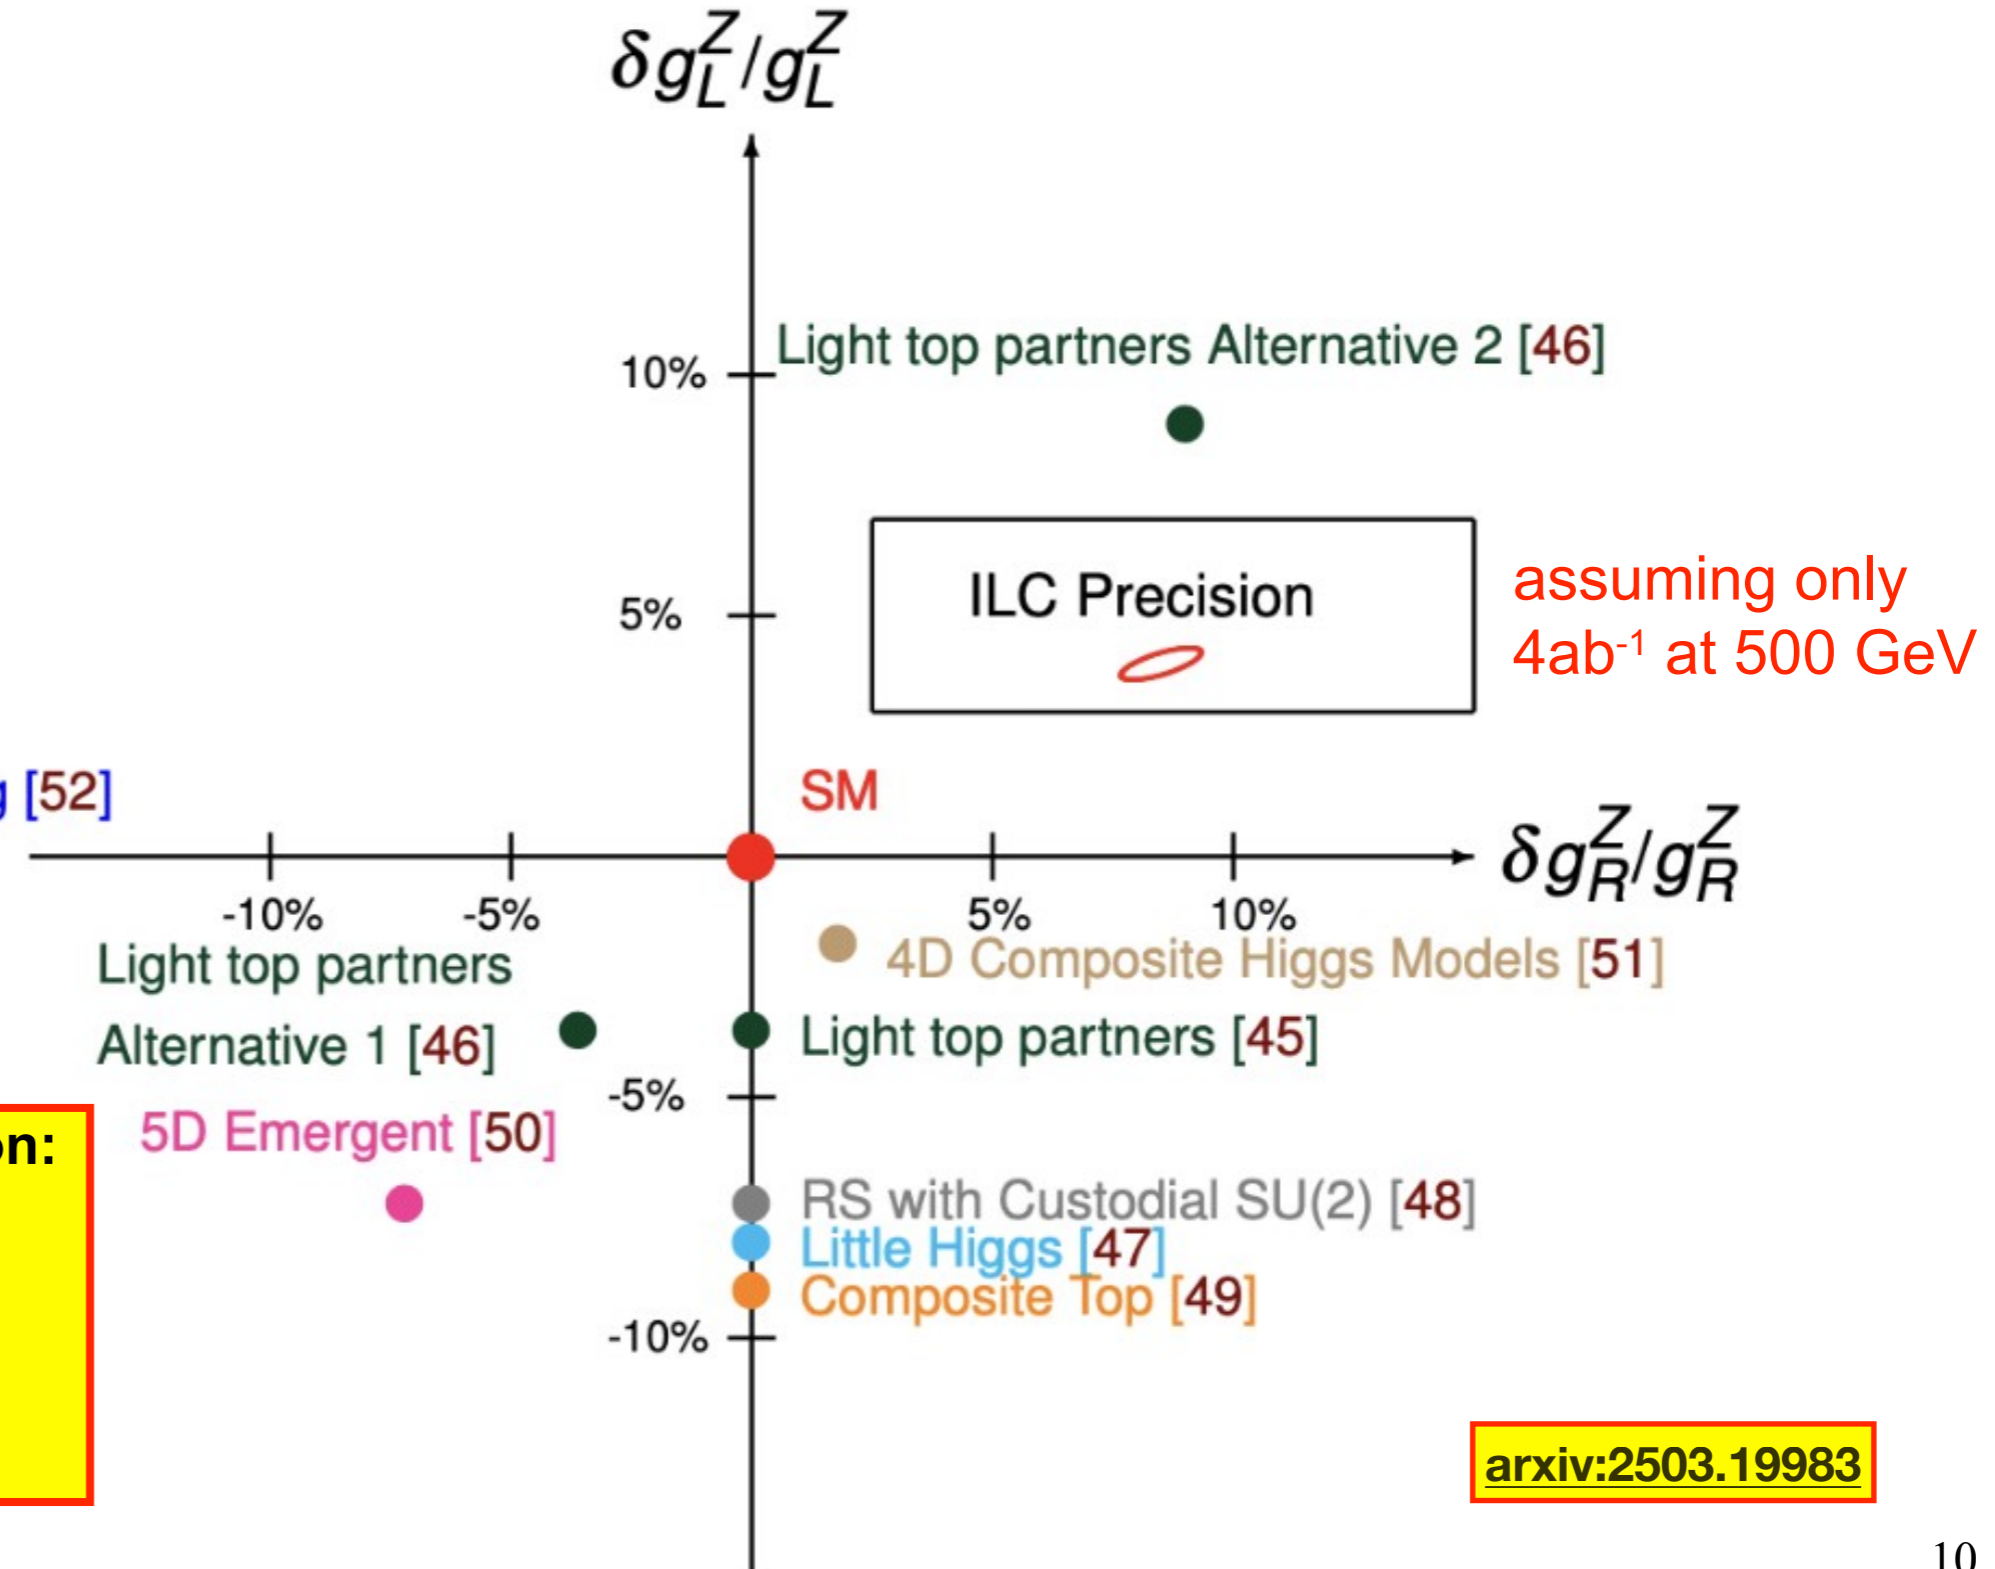 δg_L^Z/g_L^Z
Light top partners Alternative 2 [46]
10%
ILC Precision
5%
assuming only
4ab-1 at 500 GeV
[52]
SM
δg_R^Z/g_R^Z
-10%
-5%
5%
10%
4D Composite Higgs Models [51]
Light top partners
Alternative 1 [46]
Light top partners [45]
-5%
on:
5D Emergent [50]
RS with Custodial SU(2) [48]
Little Higgs [47]
Composite Top [49]
-10%
arxiv:2503.19983
10